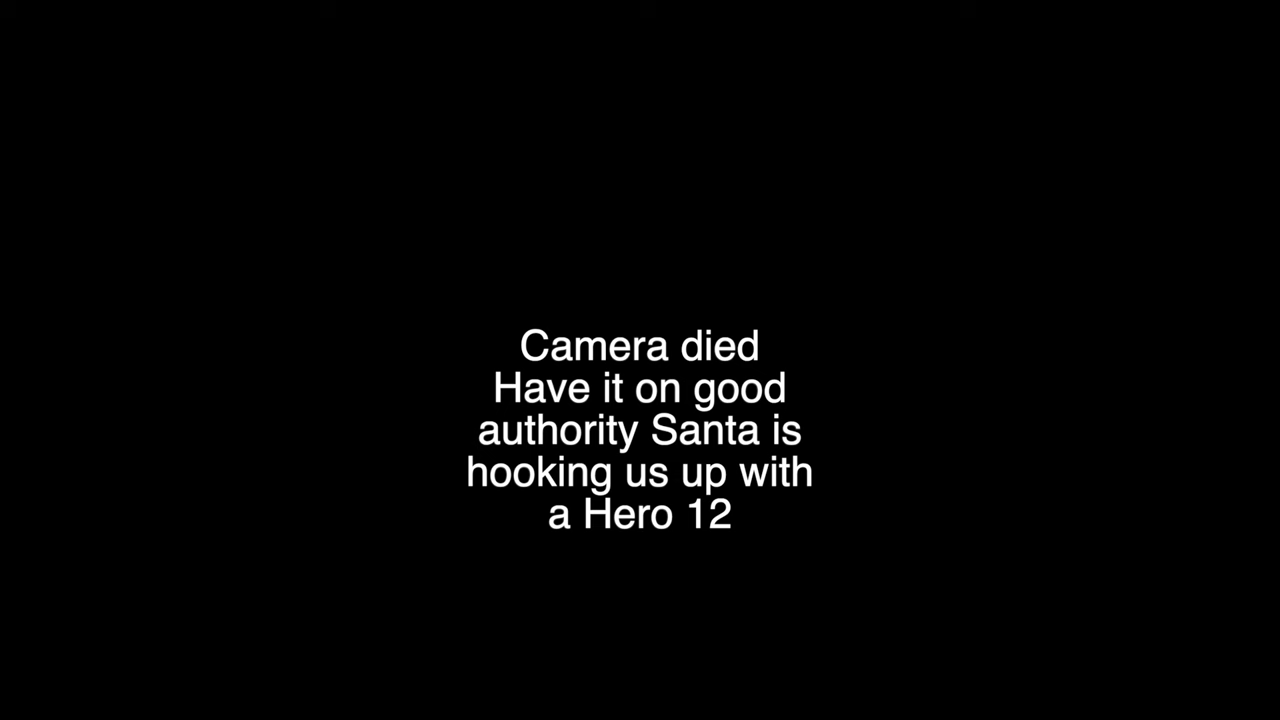 Camera died
Have it on good
authority Santa is
hooking us up with
a Hero 12